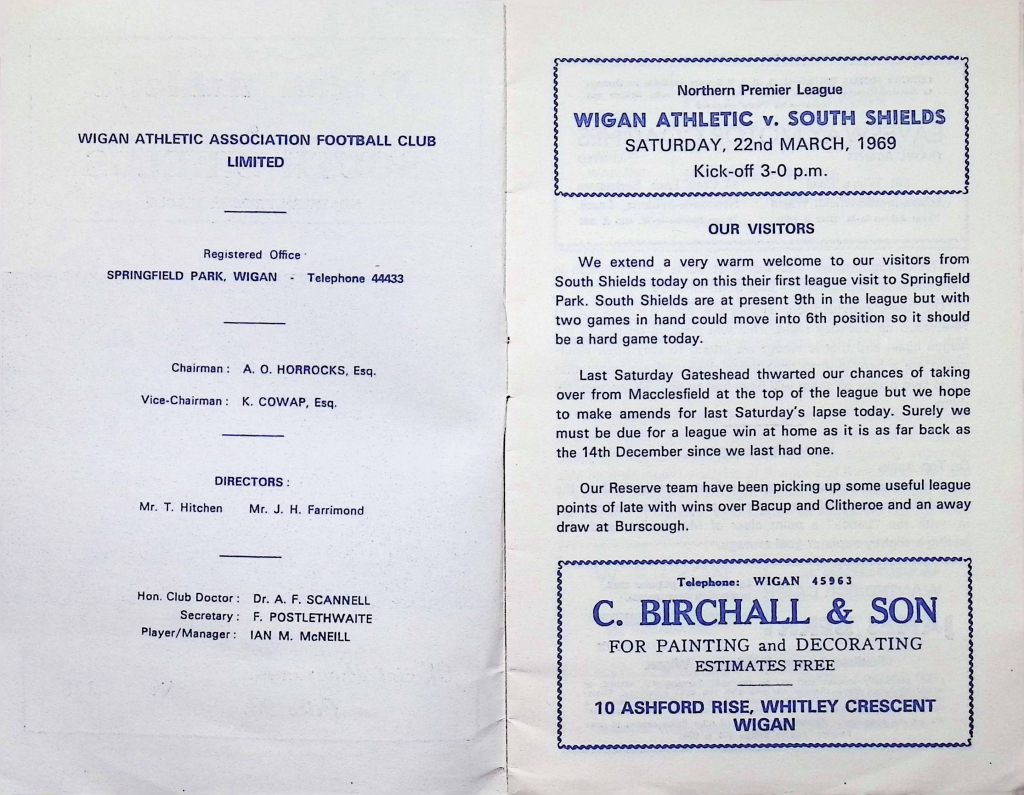 WIGAN ATHLETIC ASSOCIATION FOOTBALL CLUB
LIMITED
Registered Office
SPRINGFIELD PARK, WIGAN - Telephone 44433
Chairman : A. O. HORROCKS, Esq.
Vice-Chairman : K. COWAP, Esq.
DIRECTORS :
Mr. T. Hitchen Mr. J. H. Farrimond
Hon. Club Doctor : Dr. A. F. SCANNELL
Secretary : F. POSTLETHWAITE
Player/Manager : IAN M. McNEILL
Northern Premier League
WIGAN ATHLETIC v. SOUTH SHIELDS
SATURDAY, 22nd MARCH, 1969
Kick-off 3-0 p.m.
OUR VISITORS
We extend a very warm welcome to our visitors from
South Shields today on this their first league visit to Springfield
Park. South Shields are at present 9th in the league but with
two games in hand could move into 6th position so it should
be a hard game today.
Last Saturday Gateshead thwarted our chances of taking
over from Macclesfield at the top of the league but we hope
to make amends for last Saturday's lapse today. Surely we
must be due for a league win at home as it is as far back as
the 14th December since we last had one.
Our Reserve team have been picking up some useful league
points of late with wins over Bacup and Clitheroe and an away
draw at Burscough.
Telephone: WIGAN 45963
C. BIRCHALL & SON
FOR PAINTING and DECORATING
ESTIMATES FREE
10 ASHFORD RISE, WHITLEY CRESCENT
WIGAN